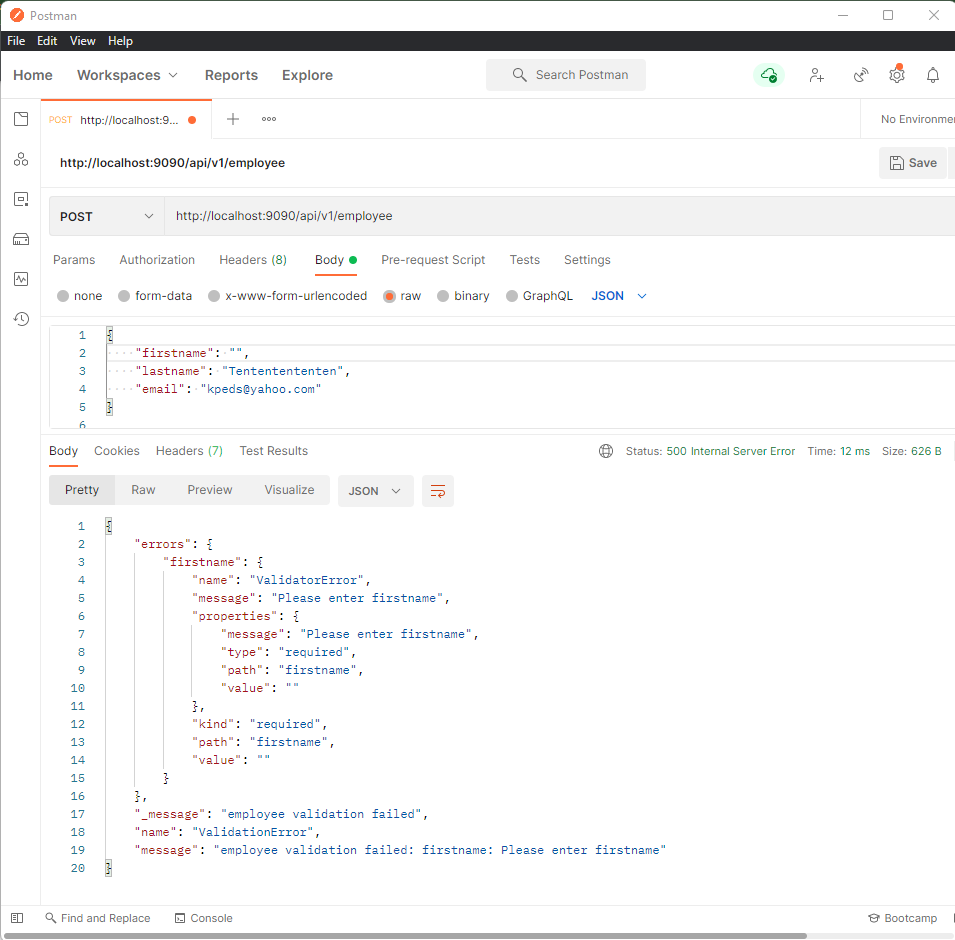 Postman
File Edit View Help
Home Workspaces Reports Explore Search Postman
POST http://localhost:9... No Environmen
http://localhost:9090/api/v1/employee Save
POST http://localhost:9090/api/v1/employee
Params Authorization Headers (8) Body Pre-request Script Tests Settings
none form-data x-www-form-urlencoded raw binary GraphQL JSON
1 {
2 "firstname": "",
3 "lastname": "Tentententententen",
4 "email": "kpeds@yahoo.com"
5 }
6
Body Cookies Headers (7) Test Results Status: 500 Internal Server Error Time: 12 ms Size: 626 B
Pretty Raw Preview Visualize JSON
1 {
2 "errors": {
3 "firstname": {
4 "name": "ValidatorError",
5 "message": "Please enter firstname",
6 "properties": {
7 "message": "Please enter firstname",
8 "type": "required",
9 "path": "firstname",
10 "value": ""
11 },
12 "kind": "required",
13 "path": "firstname",
14 "value": ""
15 }
16 },
17 "_message": "employee validation failed",
18 "name": "ValidationError",
19 "message": "employee validation failed: firstname: Please enter firstname"
20 }
Find and Replace Console Bootcamp